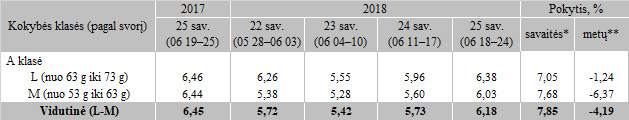 Kokybės klasės (pagal svorį) 2017 2018 Pokytis, %
25 sav. (06 19–25) 22 sav. (05 28–06 03) 23 sav. (06 04–10) 24 sav. (06 11–17) 25 sav. (06 18–24) savaitės* metų**
A klasė
L (nuo 63 g iki 73 g) 6,46 6,26 5,55 5,96 6,38 7,05 -1,24
M (nuo 53 g iki 63 g) 6,44 5,38 5,28 5,60 6,03 7,68 -6,37
Vidutinė (L-M) 6,45 5,72 5,42 5,73 6,18 7,85 -4,19